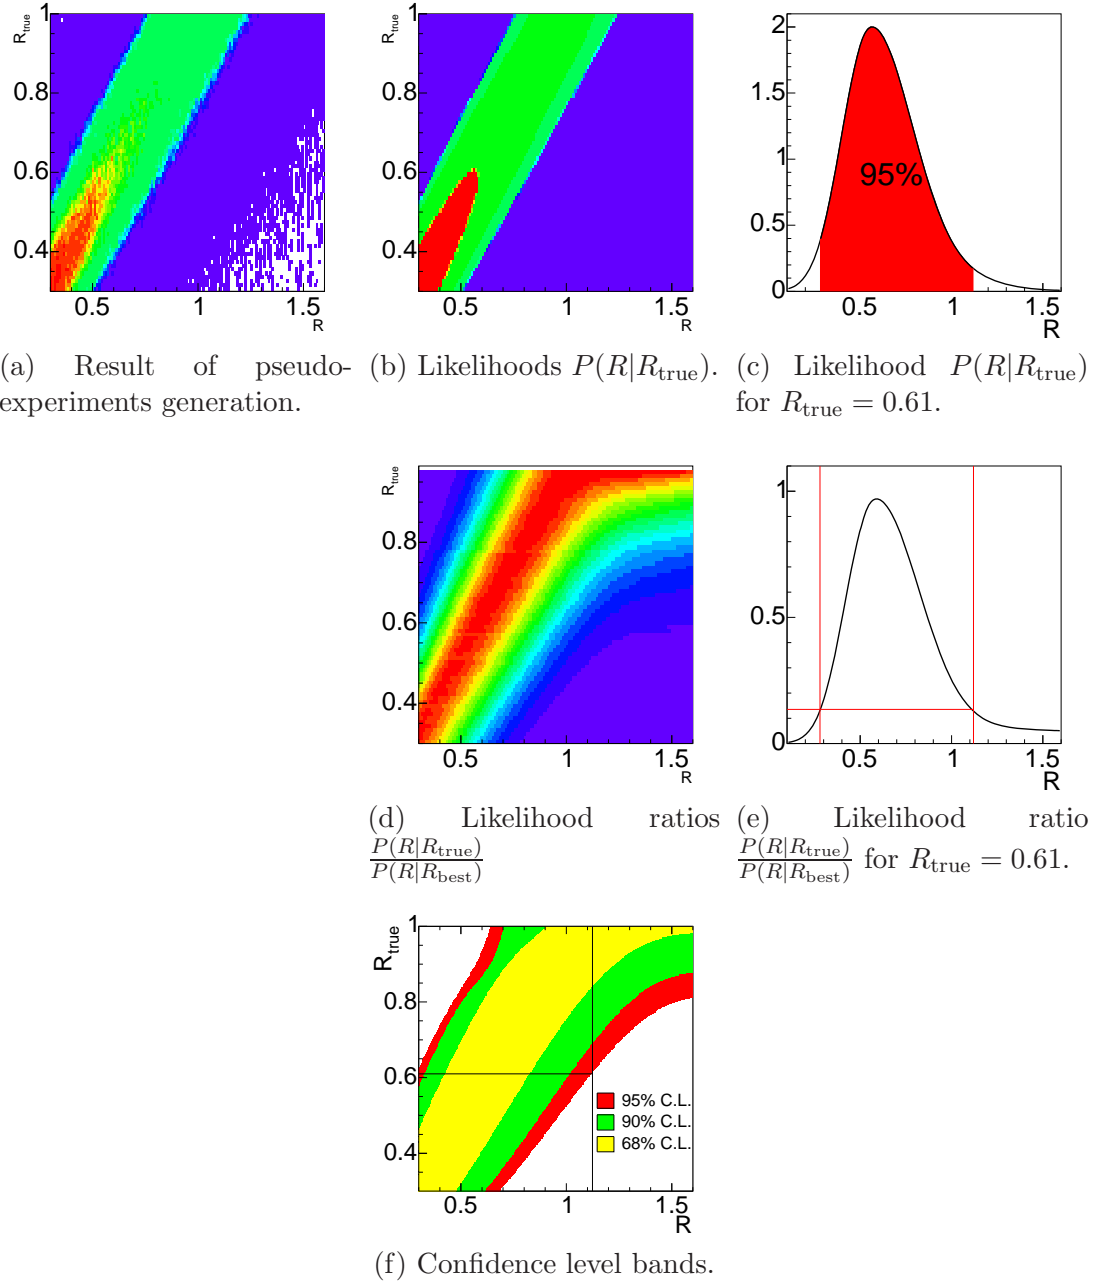 1
0.8
0.6
0.4
R_true
0.5 1 1.5
R
1
0.8
0.6
0.4
R_true
0.5 1 1.5
R
2
1.5
1
0.5
0
95%
0.5 1 1.5
R
(a) Result of pseudo-
experiments generation.
(b) Likelihoods P(R|R_true).
(c) Likelihood P(R|R_true)
for R_true = 0.61.
R_true
0.8
0.6
0.4
0.5 1 1.5
R
1
0.5
0
0.5 1 1.5
R
(d) Likelihood ratios
P(R|R_true)
P(R|R_best)
(e) Likelihood ratio
P(R|R_true)
P(R|R_best) for R_true = 0.61.
1
R_true
0.8
0.6
0.4
95% C.L.
90% C.L.
68% C.L.
0.5 1 1.5
R
(f) Confidence level bands.